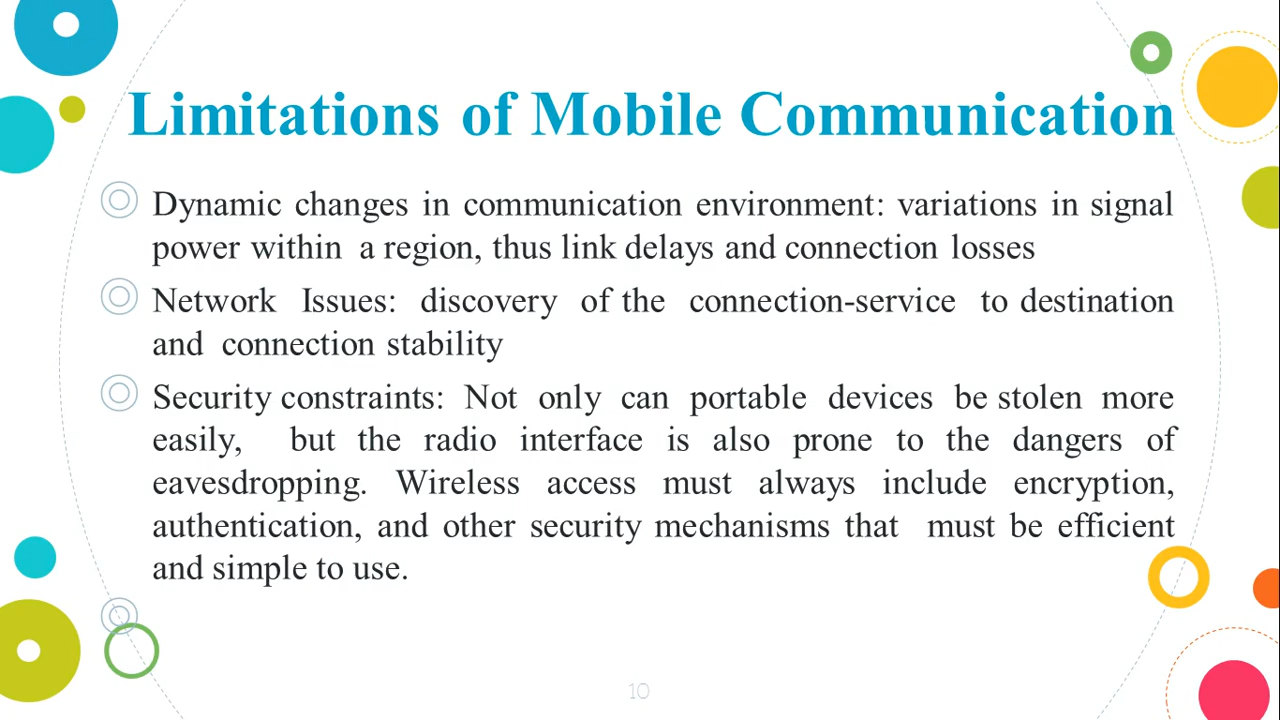 Limitations of Mobile Communication
Dynamic changes in communication environment: variations in signal
power within a region, thus link delays and connection losses
Network Issues: discovery of the connection-service to destination
and connection stability
Security constraints: Not only can portable devices be stolen more
easily, but the radio interface is also prone to the dangers of
eavesdropping. Wireless access must always include encryption,
authentication, and other security mechanisms that must be efficient
and simple to use.
10